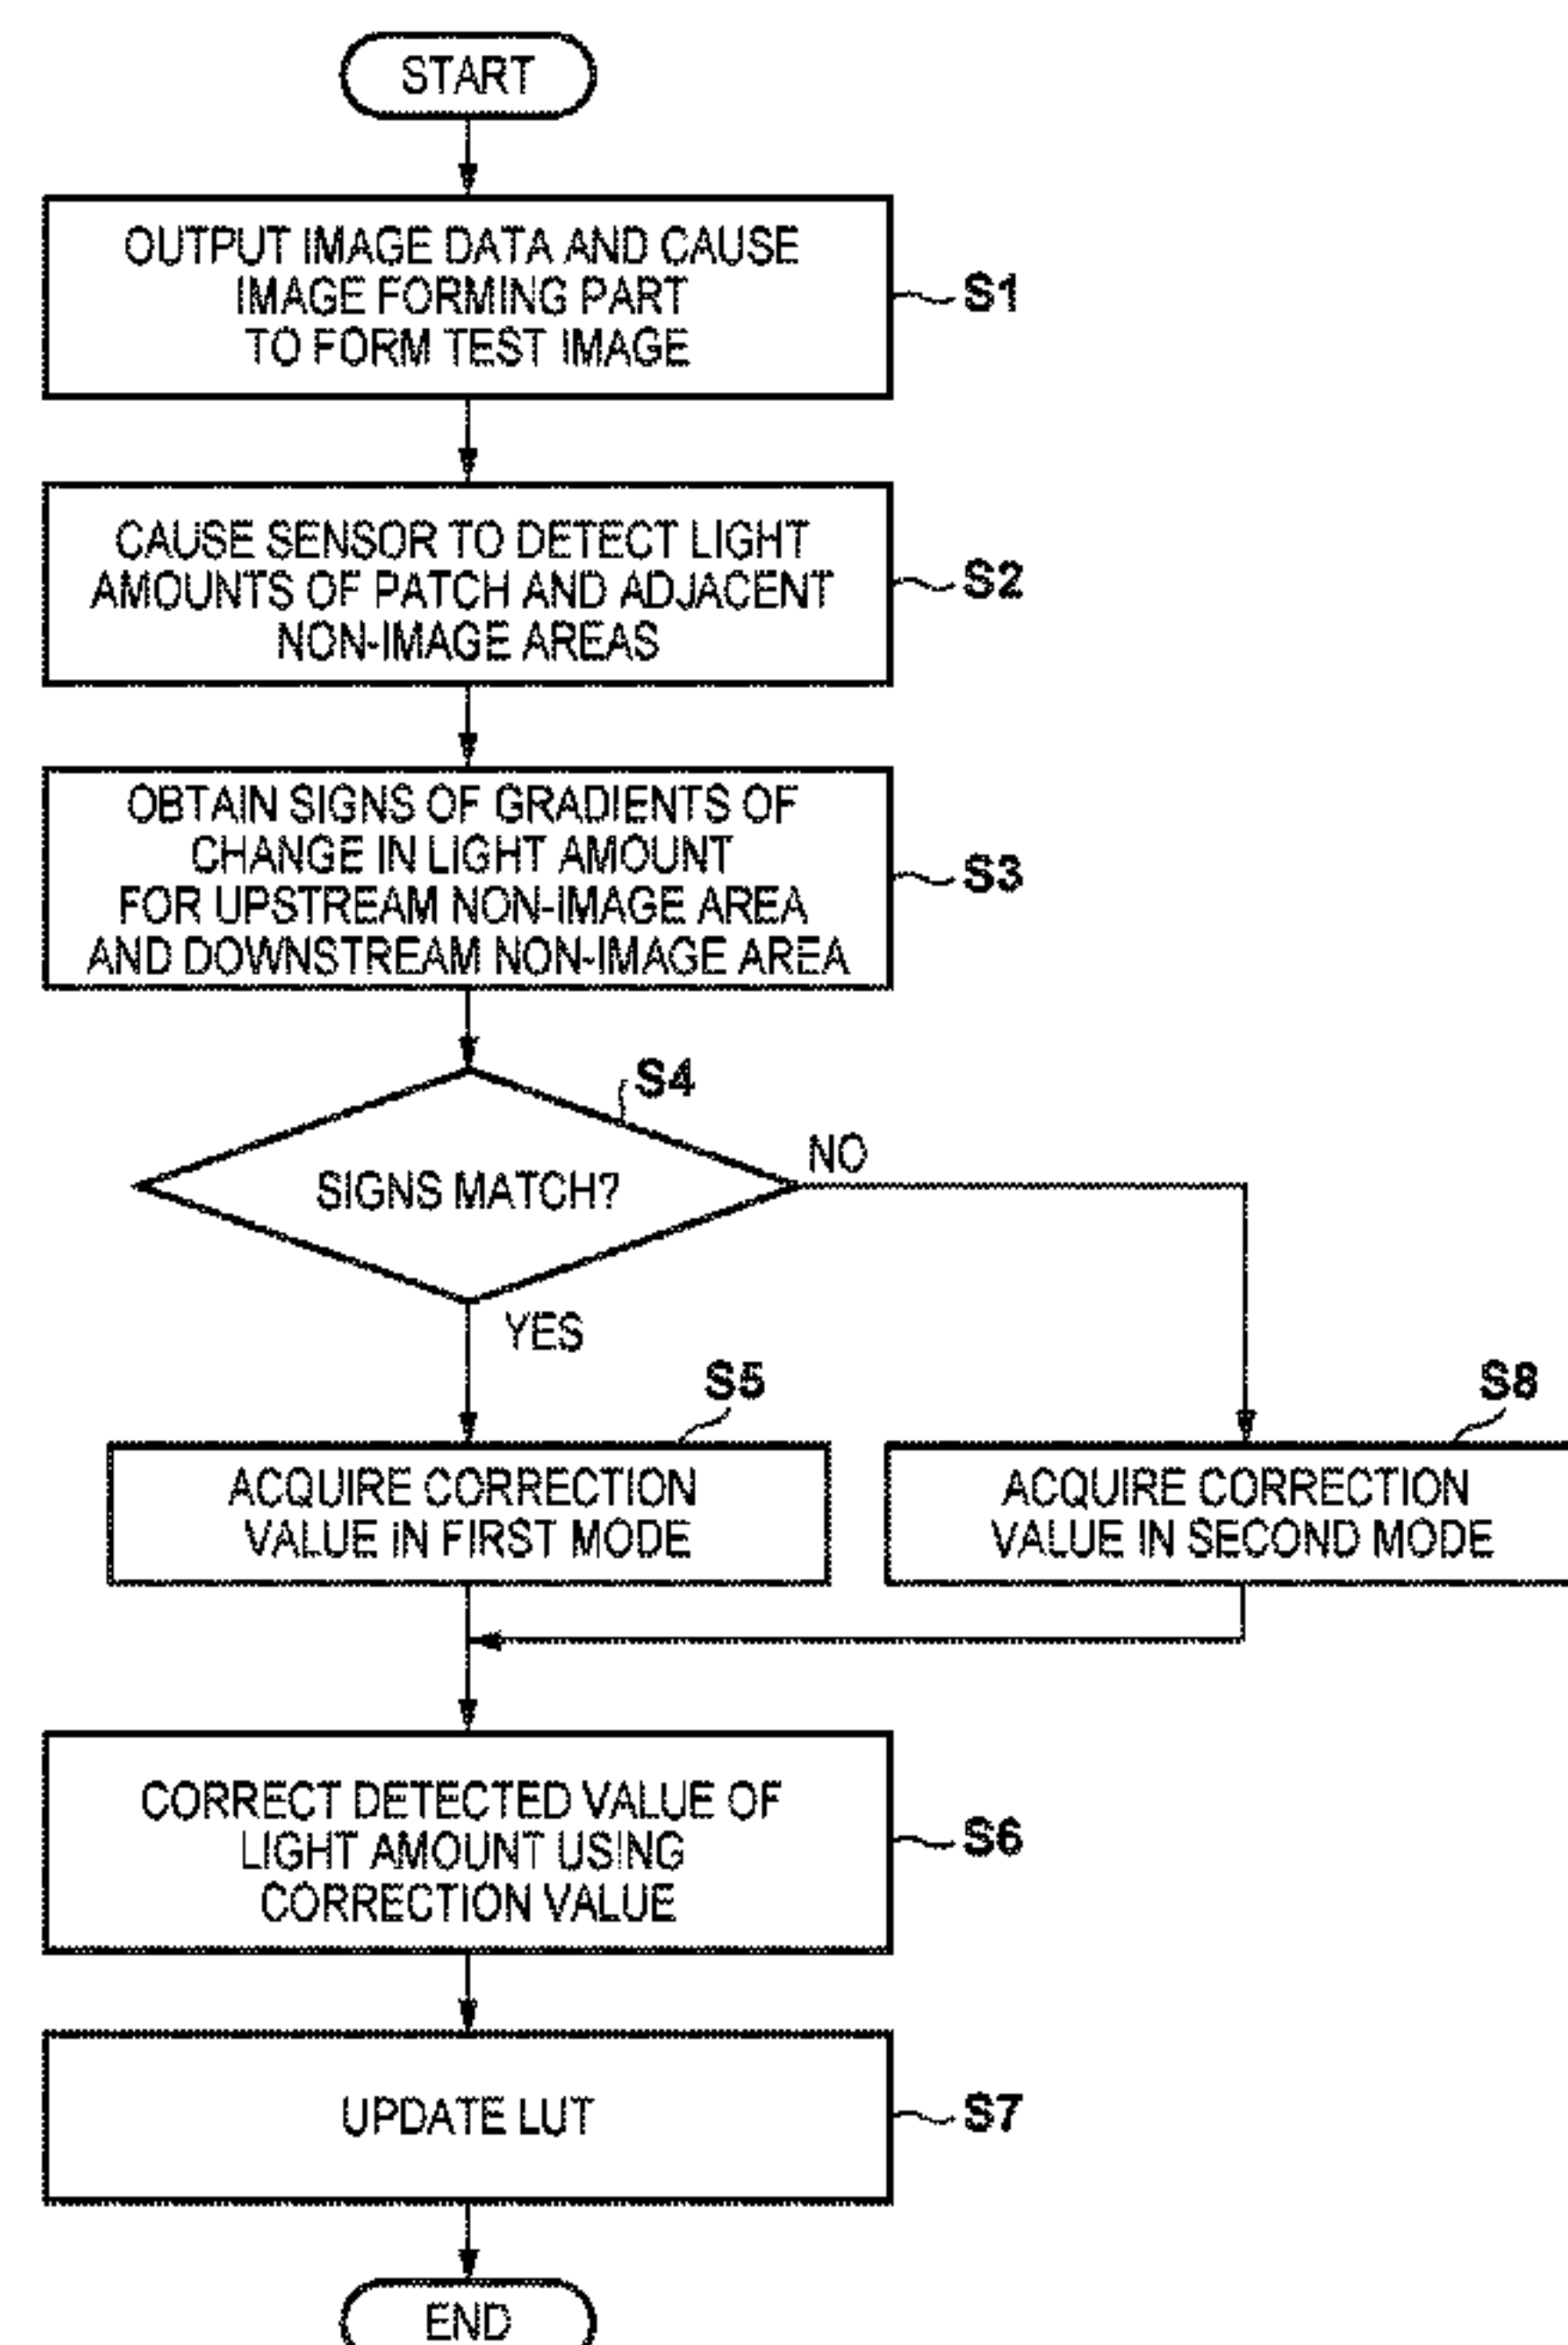 START
OUTPUT IMAGE DATA AND CAUSE
IMAGE FORMING PART
TO FORM TEST IMAGE
S1
CAUSE SENSOR TO DETECT LIGHT
AMOUNTS OF PATCH AND ADJACENT
NON-IMAGE AREAS
S2
OBTAIN SIGNS OF GRADIENTS OF
CHANGE IN LIGHT AMOUNT
FOR UPSTREAM NON-IMAGE AREA
AND DOWNSTREAM NON-IMAGE AREA
S3
S4
SIGNS MATCH?
NO
YES
S5
ACQUIRE CORRECTION
VALUE IN FIRST MODE
S8
ACQUIRE CORRECTION
VALUE IN SECOND MODE
CORRECT DETECTED VALUE OF
LIGHT AMOUNT USING
CORRECTION VALUE
S6
UPDATE LUT
S7
END